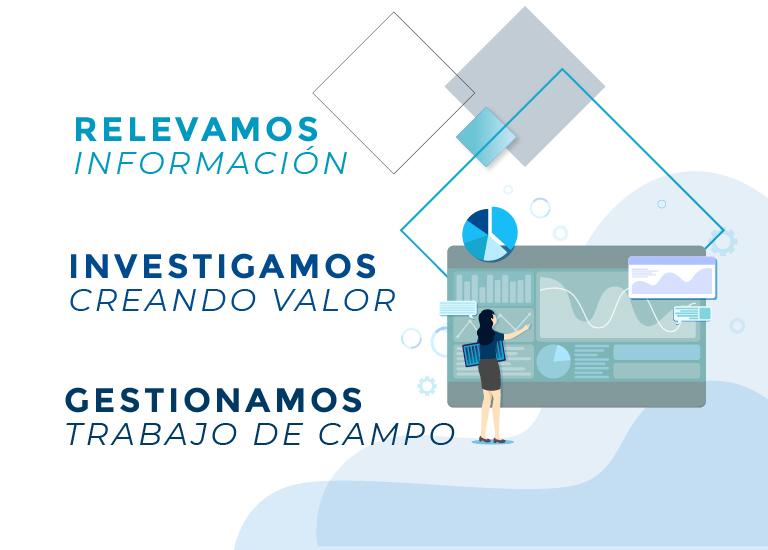 RELEVAMOS
INFORMACIÓN
INVESTIGAMOS
CREANDO VALOR
GESTIONAMOS
TRABAJO DE CAMPO